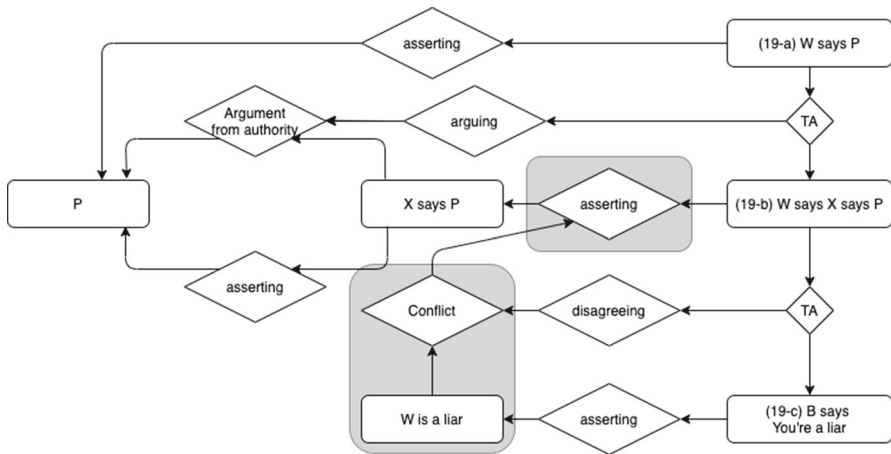 asserting
(19-a) W says P
Argument
from authority
arguing
TA
P
X says P
asserting
(19-b) W says X says P
asserting
Conflict
disagreeing
TA
W is a liar
asserting
(19-c) B says
You're a liar